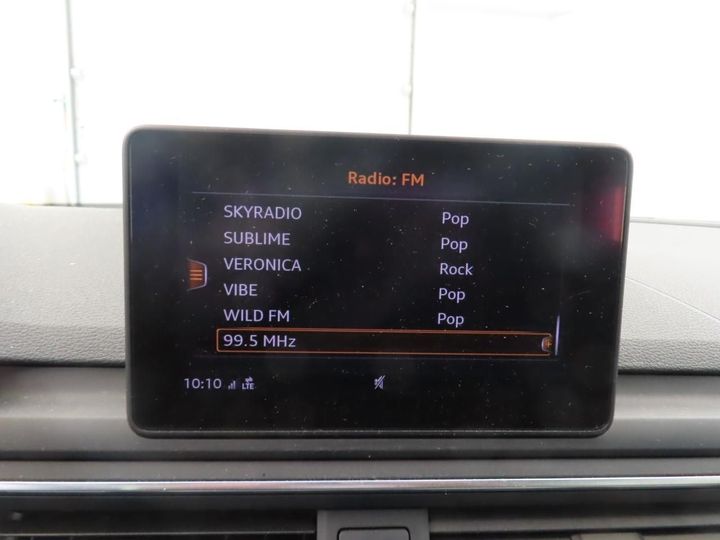 Radio: FM
SKYRADIO Pop
SUBLIME Pop
VERONICA Rock
VIBE Pop
WILD FM Pop
99.5 MHz
10:10 LTE